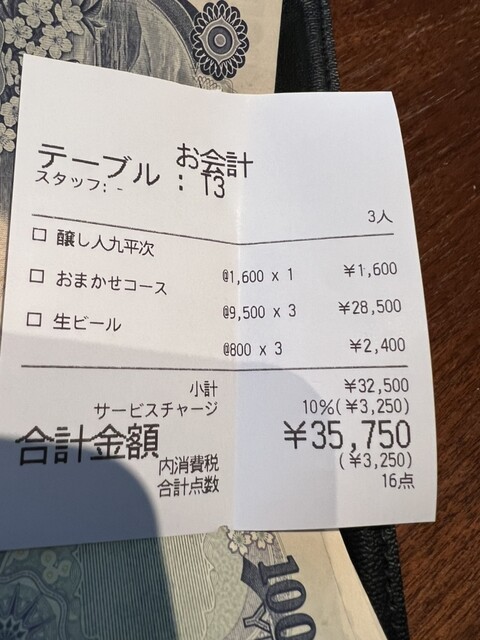 お会計
テーブル : T3
スタッフ: -
3人
□ 醸し人九平次
@1,600 x 1 ¥1,600
□ おまかせコース
@9,500 x 3 ¥28,500
□ 生ビール
@800 x 3 ¥2,400
小計 ¥32,500
サービスチャージ 10%(¥3,250)
合計金額 ¥35,750
内消費税 (¥3,250)
合計点数 16点
100